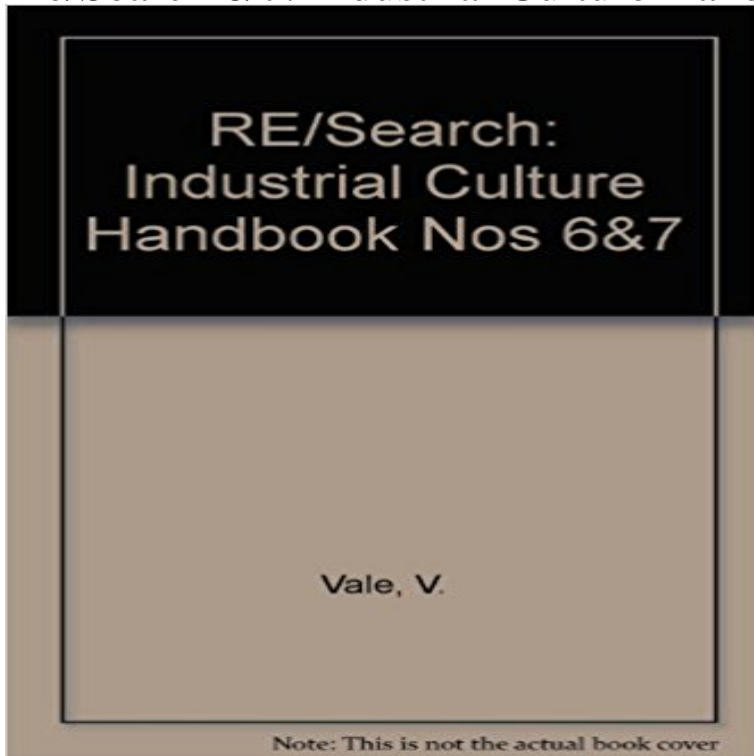 RE/Search:
Industrial Culture
Handbook Nos 6&7
Vale, V.
Note: This is not the actual book cover